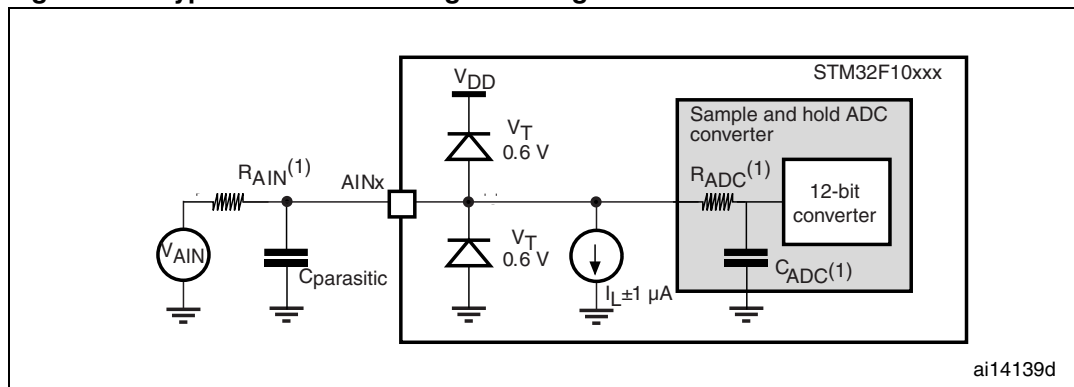 STM32F10xxx
VDD
Sample and hold ADC
converter
VT
0.6 V
RAIN(1)
AINx
RADC(1)
12-bit
converter
VAIN
Cparasitic
VT
0.6 V
IL±1 µA
CADC(1)
ai14139d